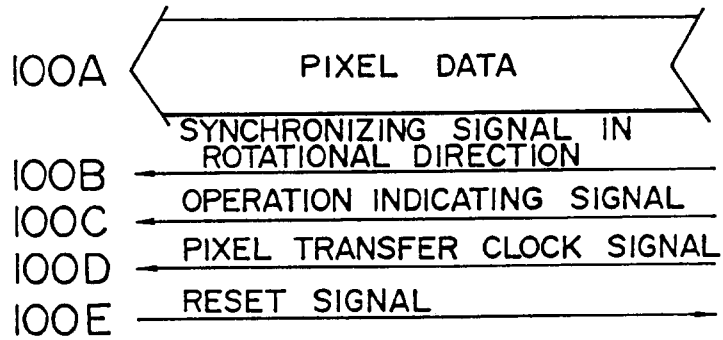 100A PIXEL DATA
SYNCHRONIZING SIGNAL IN
ROTATIONAL DIRECTION
100B
OPERATION INDICATING SIGNAL
100C
PIXEL TRANSFER CLOCK SIGNAL
100D
RESET SIGNAL
100E